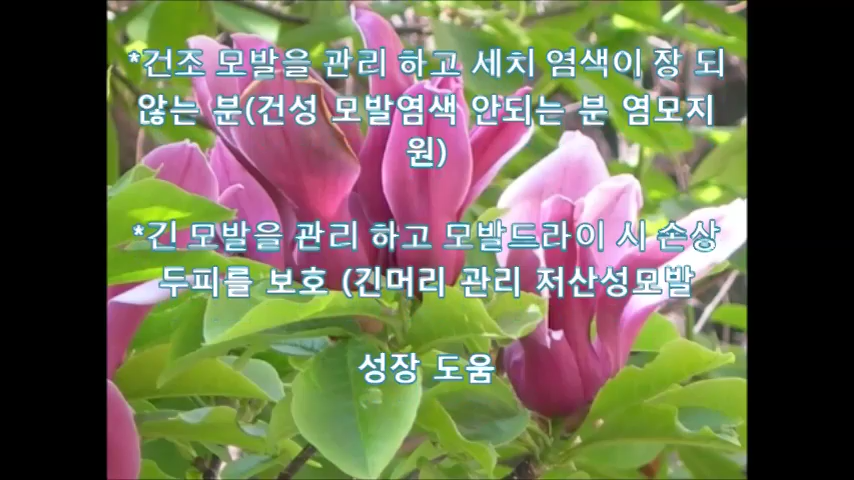 *건조 모발을 관리 하고 세치 염색이 장 되
않는 분(건성 모발염색 안되는 분 염모지
원)
*긴 모발을 관리 하고 모발드라이 시 손상
두피를 보호 (긴머리 관리 저산성모발
성장 도움